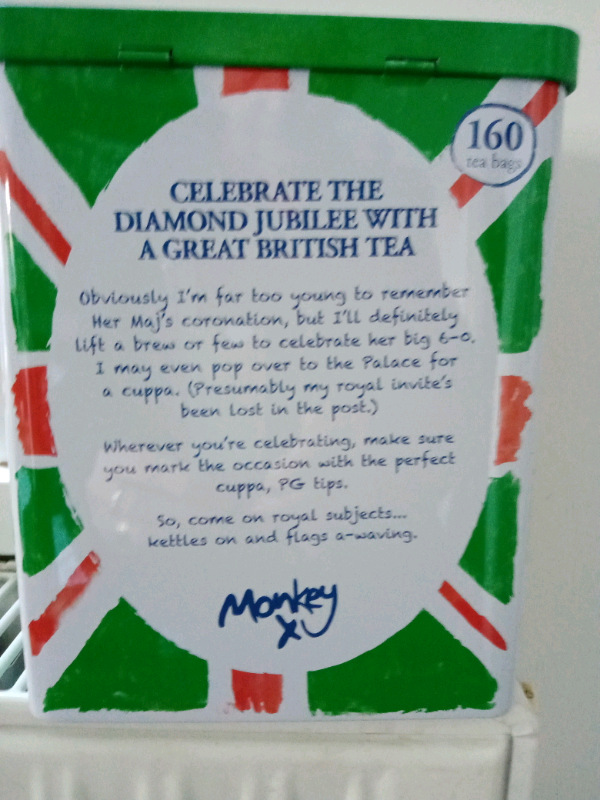 160
tea bags
CELEBRATE THE
DIAMOND JUBILEE WITH
A GREAT BRITISH TEA
Obviously I'm far too young to remember
Her Maj's coronation, but I'll definitely
lift a brew or few to celebrate her big 6-0.
I may even pop over to the Palace for
a cuppa. (Presumably my royal invite's
been lost in the post.)
Wherever you're celebrating, make sure
you mark the occasion with the perfect
cuppa, PG tips.
So, come on royal subjects...
kettles on and flags a-waving.
Monkey
x